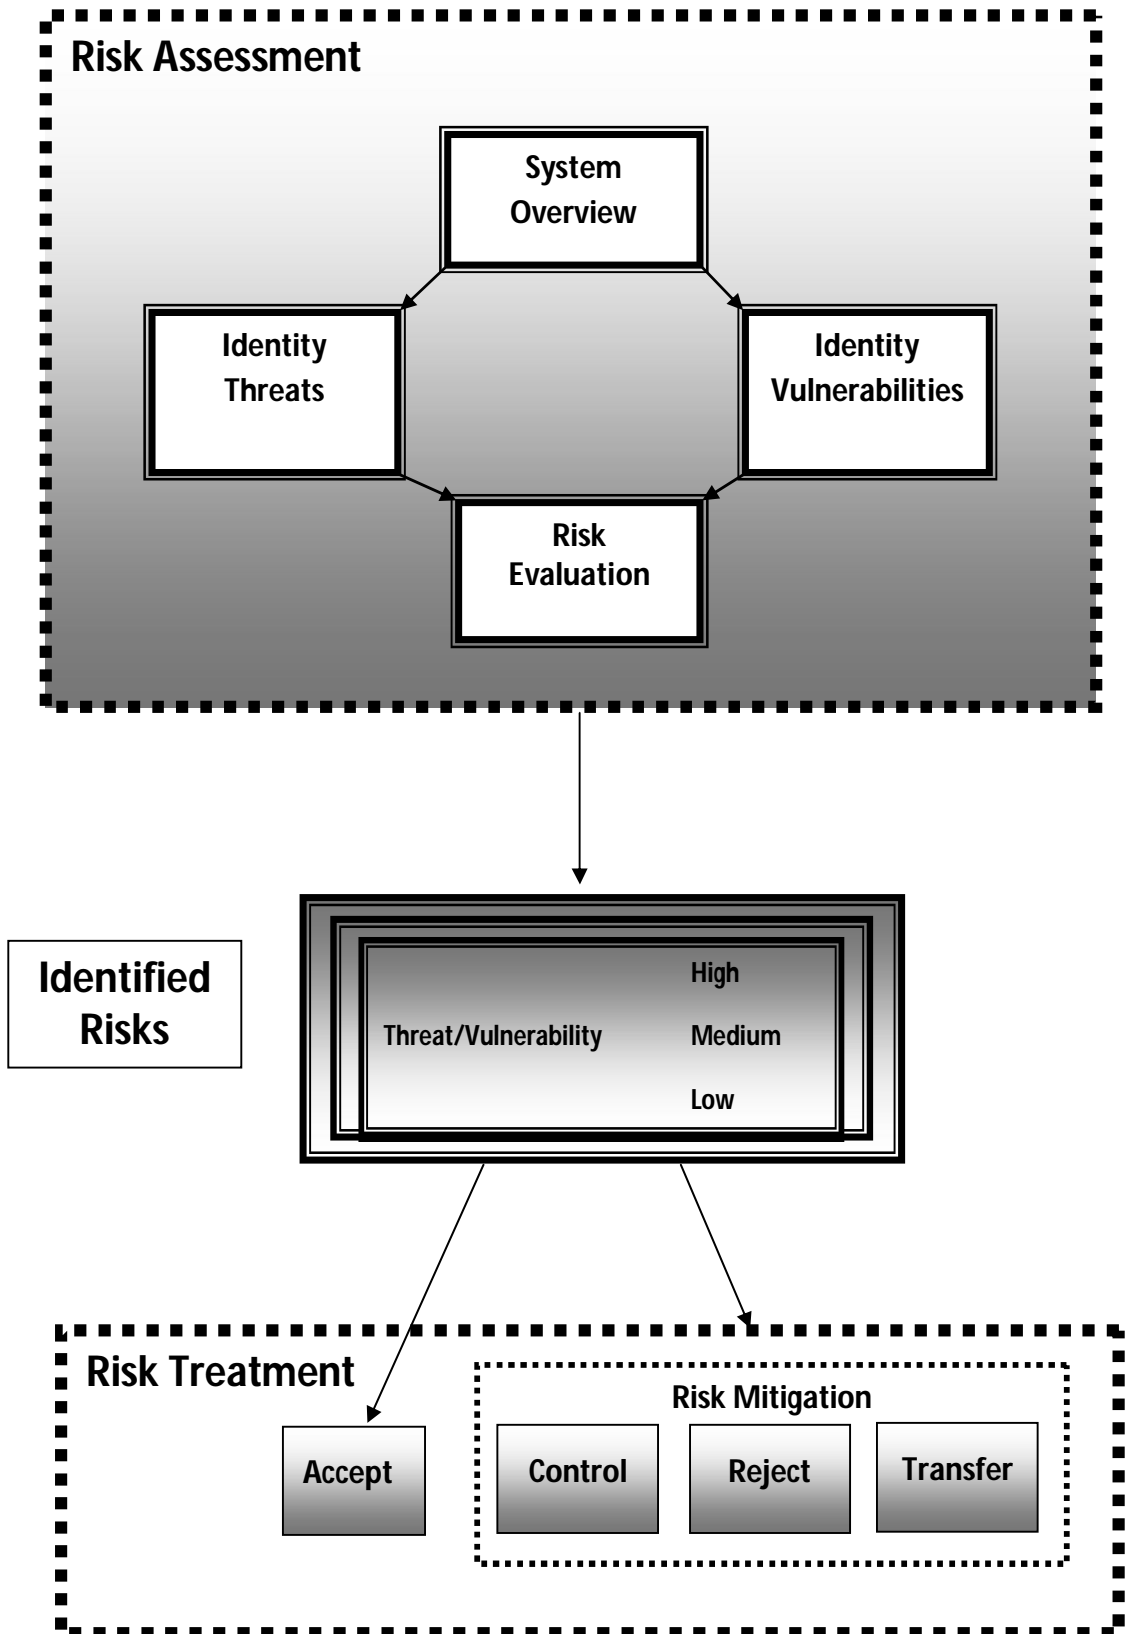 Risk Assessment
System
Overview
Identity
Threats
Identity
Vulnerabilities
Risk
Evaluation
Identified
Risks
High
Threat/Vulnerability Medium
Low
Risk Treatment
Risk Mitigation
Accept
Control
Reject
Transfer